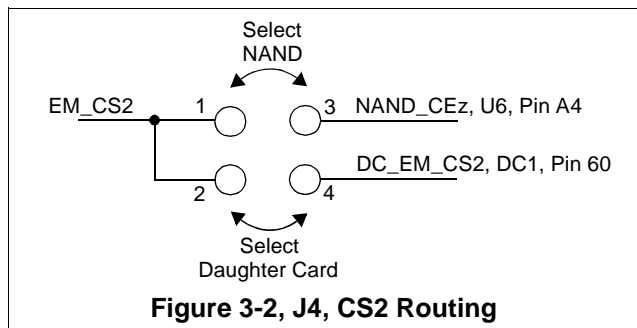 Select
NAND
EM_CS2
1
3
NAND_CEz, U6, Pin A4
2
4
DC_EM_CS2, DC1, Pin 60
Select
Daughter Card
Figure 3-2, J4, CS2 Routing